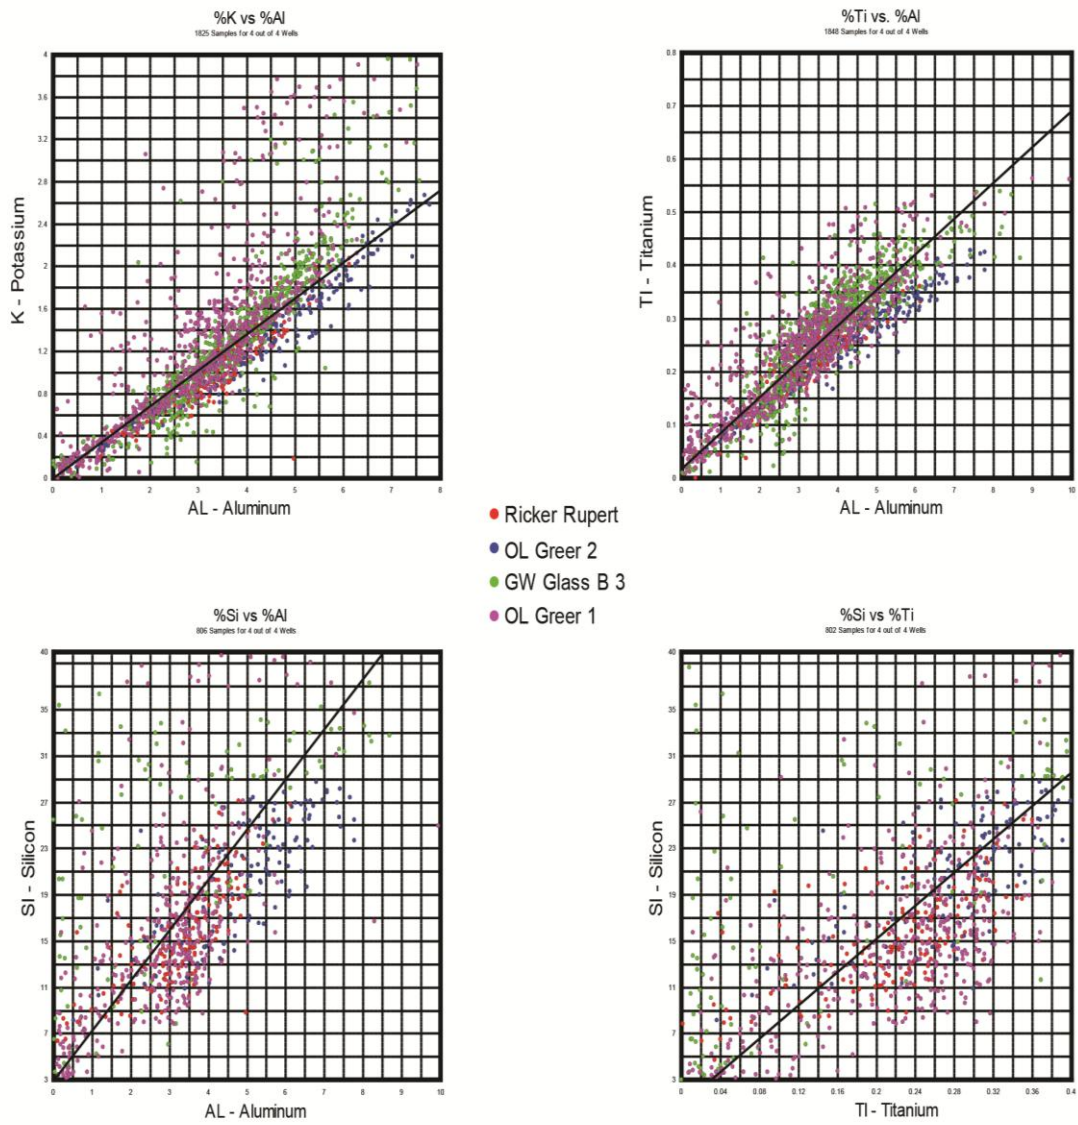 %K vs %Al
1825 Samples for 4 out of 4 Wells
4
3.6
3.2
2.8
2.4
2
1.6
1.2
0.8
0.4
0 1 2 3 4 5 6 7 8
K - Potassium
AL - Aluminum
%Ti vs. %Al
1848 Samples for 4 out of 4 Wells
0.8
0.7
0.6
0.5
0.4
0.3
0.2
0.1
0
0 1 2 3 4 5 6 7 8 9 10
TI - Titanium
AL - Aluminum
Ricker Rupert
OL Greer 2
GW Glass B 3
OL Greer 1
%Si vs %Al
806 Samples for 4 out of 4 Wells
40
35
31
27
23
19
15
11
7
3
0 1 2 3 4 5 6 7 8 9 10
SI - Silicon
AL - Aluminum
%Si vs %Ti
802 Samples for 4 out of 4 Wells
40
35
31
27
23
19
15
11
7
3
0 0.04 0.08 0.12 0.16 0.2 0.24 0.28 0.32 0.36 0.4
SI - Silicon
TI - Titanium